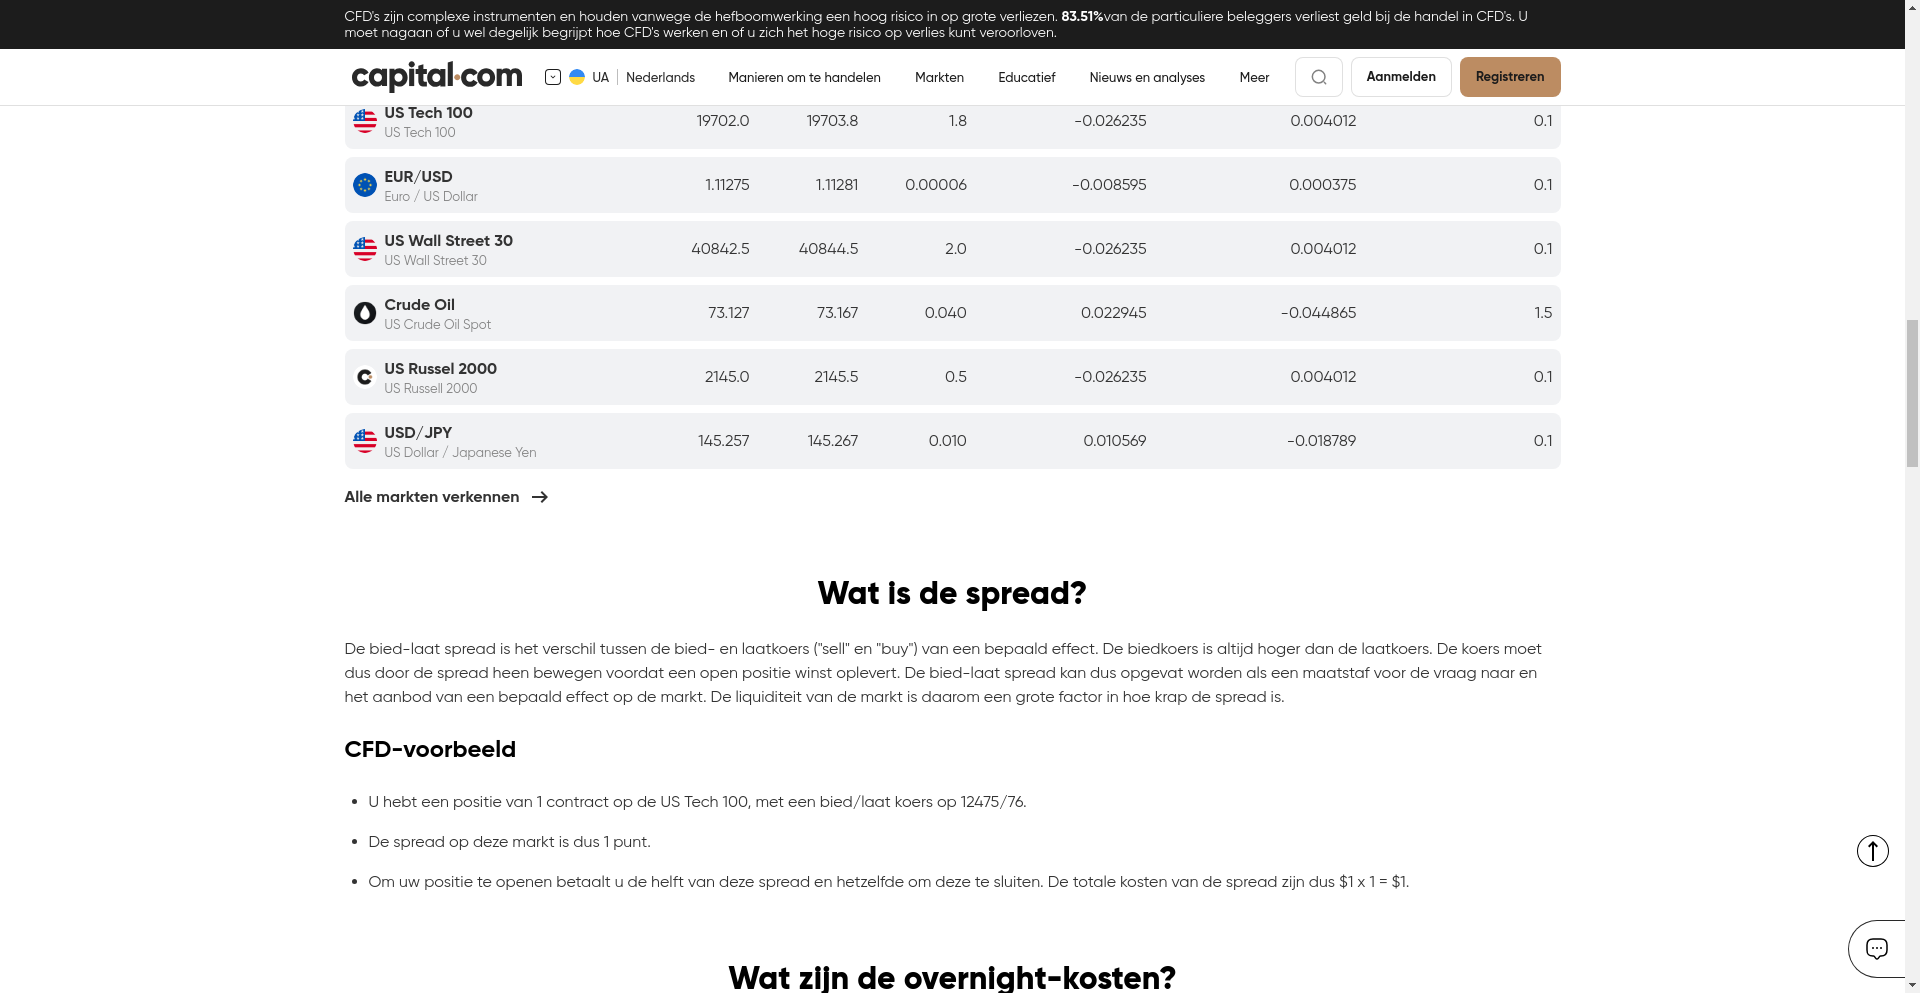 CFD's zijn complexe instrumenten en houden vanwege de hefboomwerking een hoog risico in op grote verliezen. 83.51%van de particuliere beleggers verliest geld bij de handel in CFD's. U
moet nagaan of u wel degelijk begrijpt hoe CFD's werken en of u zich het hoge risico op verlies kunt veroorloven.
capital.com UA Nederlands Manieren om te handelen Markten Educatief Nieuws en analyses Meer Aanmelden Registreren
US Tech 100 19702.0 19703.8 1.8 -0.026235 0.004012 0.1
US Tech 100
EUR/USD 1.11275 1.11281 0.00006 -0.008595 0.000375 0.1
Euro / US Dollar
US Wall Street 30 40842.5 40844.5 2.0 -0.026235 0.004012 0.1
US Wall Street 30
Crude Oil 73.127 73.167 0.040 0.022945 -0.044865 1.5
US Crude Oil Spot
US Russel 2000 2145.0 2145.5 0.5 -0.026235 0.004012 0.1
US Russell 2000
USD/JPY 145.257 145.267 0.010 0.010569 -0.018789 0.1
US Dollar / Japanese Yen
Alle markten verkennen
Wat is de spread?
De bied-laat spread is het verschil tussen de bied- en laatkoers ("sell" en "buy") van een bepaald effect. De biedkoers is altijd hoger dan de laatkoers. De koers moet
dus door de spread heen bewegen voordat een open positie winst oplevert. De bied-laat spread kan dus opgevat worden als een maatstaf voor de vraag naar en
het aanbod van een bepaald effect op de markt. De liquiditeit van de markt is daarom een grote factor in hoe krap de spread is.
CFD-voorbeeld
• U hebt een positie van 1 contract op de US Tech 100, met een bied/laat koers op 12475/76.
• De spread op deze markt is dus 1 punt.
• Om uw positie te openen betaalt u de helft van deze spread en hetzelfde om deze te sluiten. De totale kosten van de spread zijn dus $1 x 1 = $1.
Wat zijn de overnight-kosten?